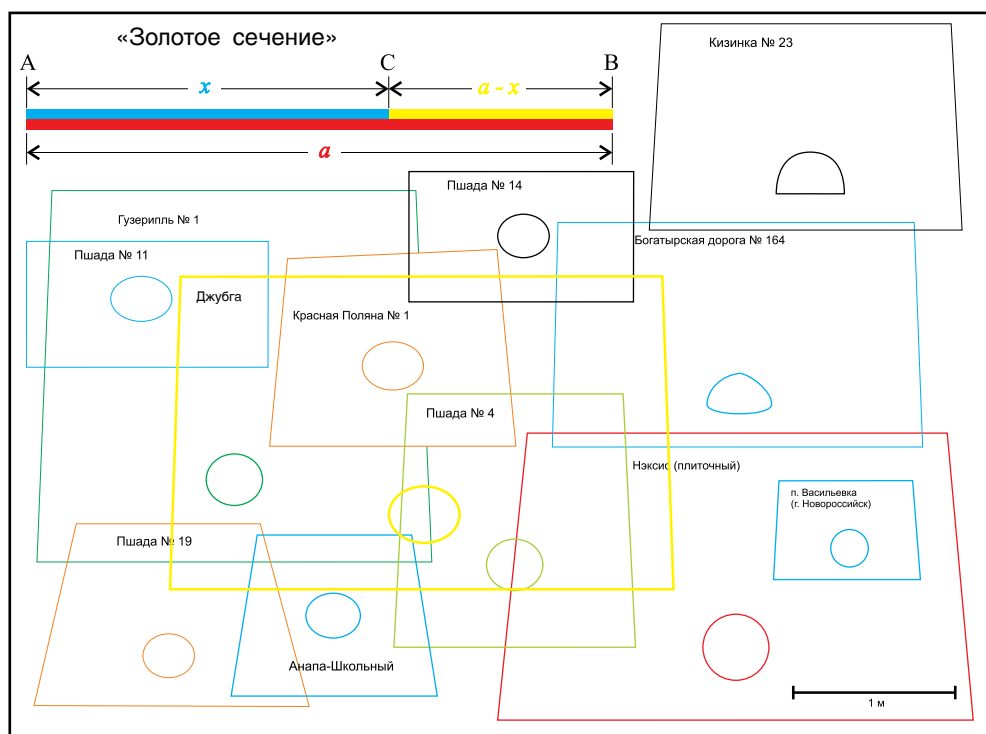 «Золотое сечение»
A C B
x a - x
a
Кизинка № 23
Пшада № 14
Гузерипль № 1
Богатырская дорога № 164
Пшада № 11
Джубга
Красная Поляна № 1
Пшада № 4
Нэксис (плиточный)
п. Васильевка
(г. Новороссийск)
Пшада № 19
Анапа-Школьный
1 м